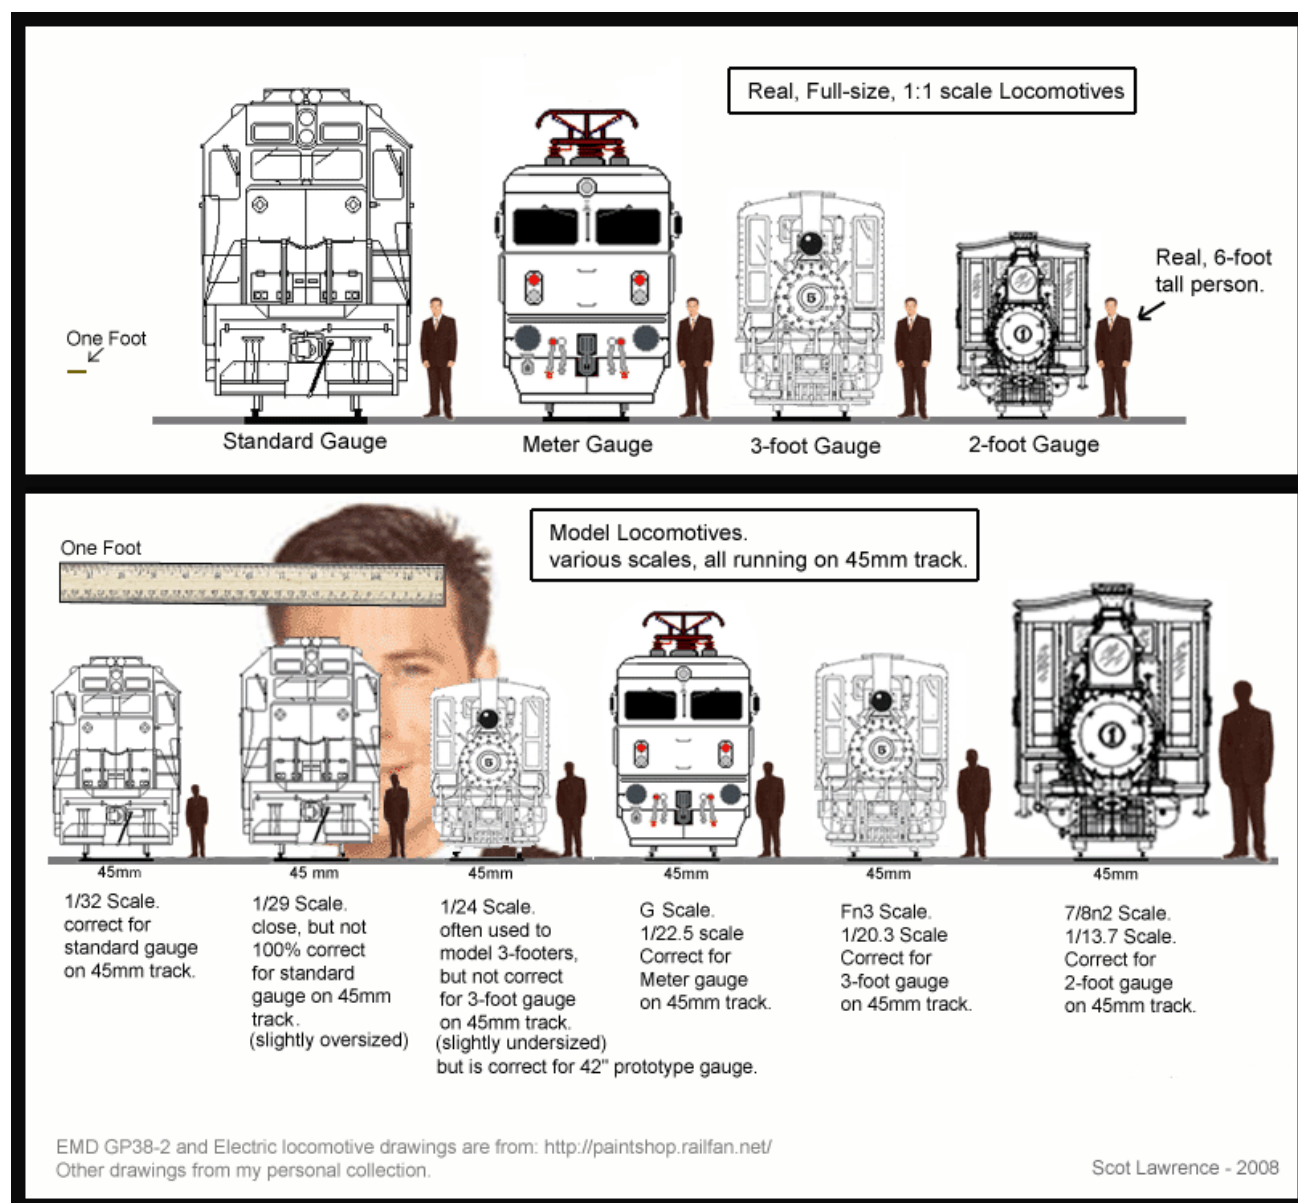 Real, Full-size, 1:1 scale Locomotives
Real, 6-foot
tall person.
One Foot
5
1
Standard Gauge
Meter Gauge
3-foot Gauge
2-foot Gauge
Model Locomotives.
various scales, all running on 45mm track.
One Foot
5
5
1
45mm
45 mm
45mm
45mm
45mm
45mm
1/32 Scale.
correct for
standard gauge
on 45mm track.
1/29 Scale.
close, but not
100% correct
for standard
gauge on 45mm
track.
(slightly oversized)
1/24 Scale.
often used to
model 3-footers,
but not correct
for 3-foot gauge
on 45mm track.
(slightly undersized)
but is correct for 42" prototype gauge.
G Scale.
1/22.5 scale
Correct for
Meter gauge
on 45mm track.
Fn3 Scale.
1/20.3 Scale
Correct for
3-foot gauge
on 45mm track.
7/8n2 Scale.
1/13.7 Scale.
Correct for
2-foot gauge
on 45mm track.
EMD GP38-2 and Electric locomotive drawings are from: http://paintshop.railfan.net/
Other drawings from my personal collection.
Scot Lawrence - 2008